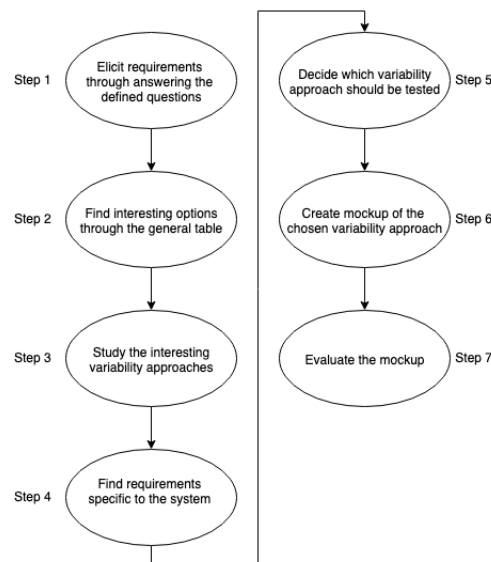 Step 1
Elicit requirements
through answering the
defined questions
Step 2
Find interesting options
through the general table
Step 3
Study the interesting
variability approaches
Step 4
Find requirements
specific to the system
Decide which variability
approach should be tested
Step 5
Create mockup of the
chosen variability approach
Step 6
Evaluate the mockup
Step 7